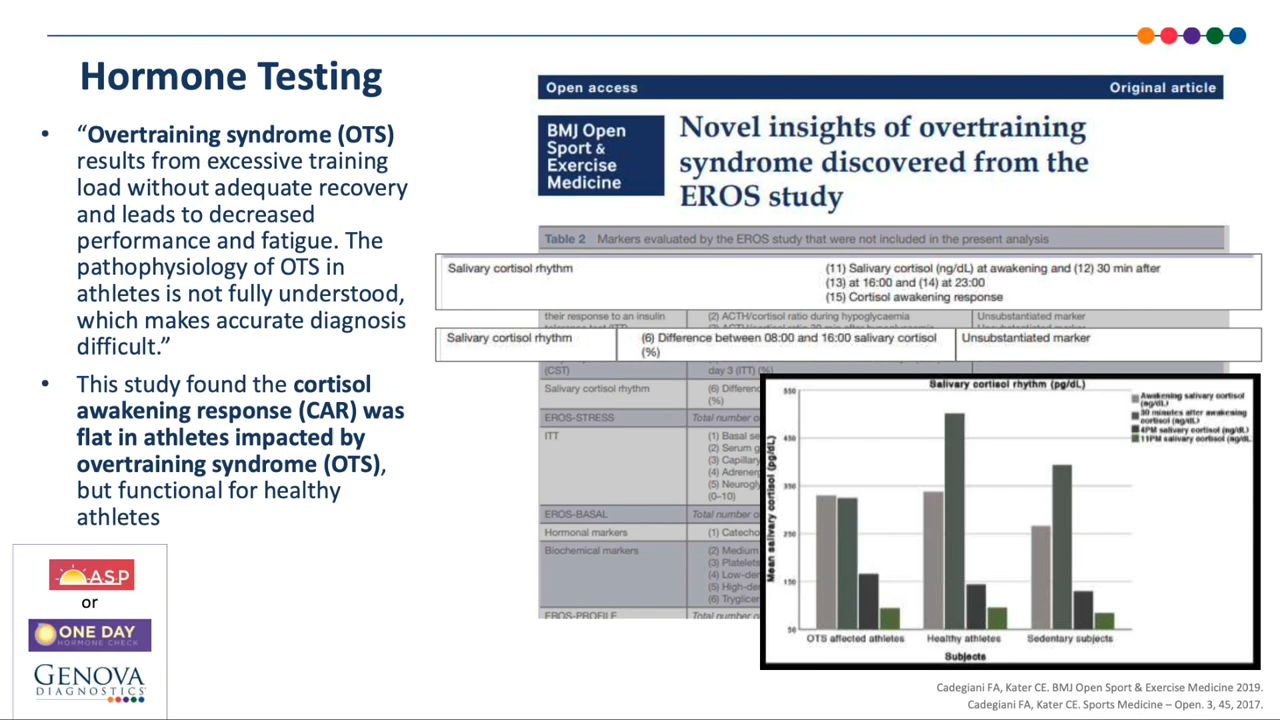 Hormone Testing
• “Overtraining syndrome (OTS)
results from excessive training
load without adequate recovery
and leads to decreased
performance and fatigue. The
pathophysiology of OTS in
athletes is not fully understood,
which makes accurate diagnosis
difficult.”
• This study found the cortisol
awakening response (CAR) was
flat in athletes impacted by
overtraining syndrome (OTS),
but functional for healthy
athletes
ASP
or
ONE DAY
HORMONE CHECK
GENOVA
DIAGNOSTICS
Open access
Original article
BMJ Open
Sport &
Exercise
Medicine
Novel insights of overtraining
syndrome discovered from the
EROS study
Table 2 Markers evaluated by the EROS study that were not included in the present analysis
Salivary cortisol rhythm
(11) Salivary cortisol (ng/dL) at awakening and (12) 30 min after
(13) at 16:00 and (14) at 23:00
(15) Cortisol awakening response
their response to an insulin
(2) ACTH/cortisol ratio during hypoglycaemia
Unsubstantiated marker
Salivary cortisol rhythm
(6) Difference between 08:00 and 16:00 salivary cortisol
(%)
Unsubstantiated marker
(CST)
day 3 (ITT) (%)
Salivary cortisol rhythm
(6) Differenc
(%)
EROS-STRESS
Total number o
ITT
(1) Basal se
(2) Serum g
(3) Capillary
(4) Adrener
(5) Neurogly
(0–10)
EROS-BASAL
Total number o
Hormonal markers
(1) Catecho
Biochemical markers
(2) Medium
(3) Platelets
(4) Low-der
(5) High-de
(6) Tryglicer
EROS-PROFILE
Total number o
Salivary cortisol rhythm (pg/dL)
Mean salivary cortisol (pg/dL)
550
450
350
250
150
50
OTS affected athletes
Healthy athletes
Sedentary subjects
Subjects
Awakening salivary cortisol
(ng/dL)
30 minutes after awakening
cortisol (ng/dL)
4PM salivary cortisol (ng/dL)
11PM salivary cortisol (ng/dL
Cadegiani FA, Kater CE. BMJ Open Sport & Exercise Medicine 2019.
Cadegiani FA, Kater CE. Sports Medicine – Open. 3, 45, 2017.